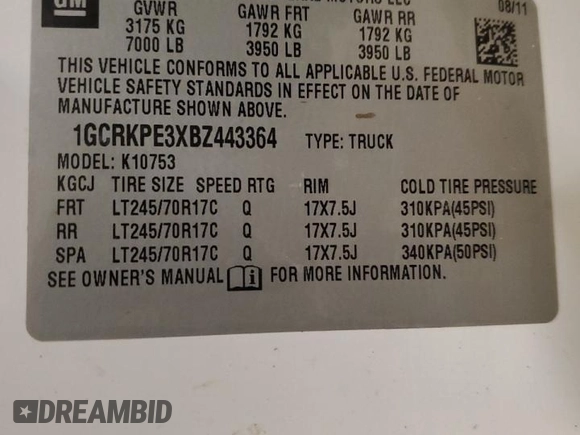 GM
MOTORS LLC
08/11
GVWR GAWR FRT GAWR RR
3175 KG 1792 KG 1792 KG
7000 LB 3950 LB 3950 LB
THIS VEHICLE CONFORMS TO ALL APPLICABLE U.S. FEDERAL MOTOR
VEHICLE SAFETY STANDARDS IN EFFECT ON THE DATE OF
MANUFACTURE SHOWN ABOVE.
1GCRKPE3XBZ443364 TYPE: TRUCK
MODEL: K10753
KGCJ TIRE SIZE SPEED RTG RIM COLD TIRE PRESSURE
FRT LT245/70R17C Q 17X7.5J 310KPA(45PSI)
RR LT245/70R17C Q 17X7.5J 310KPA(45PSI)
SPA LT245/70R17C Q 17X7.5J 340KPA(50PSI)
SEE OWNER'S MANUAL i FOR MORE INFORMATION.
DREAMBID